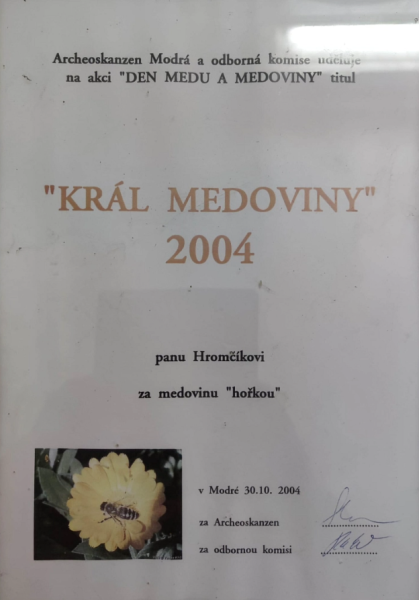 Archeoskanzen Modrá a odborná komise uděluje
na akci "DEN MEDU A MEDOVINY" titul
"KRÁL MEDOVINY"
2004
panu Hromčíkovi
za medovinu "hořkou"
v Modré 30.10. 2004
za Archeoskanzen
za odbornou komisi